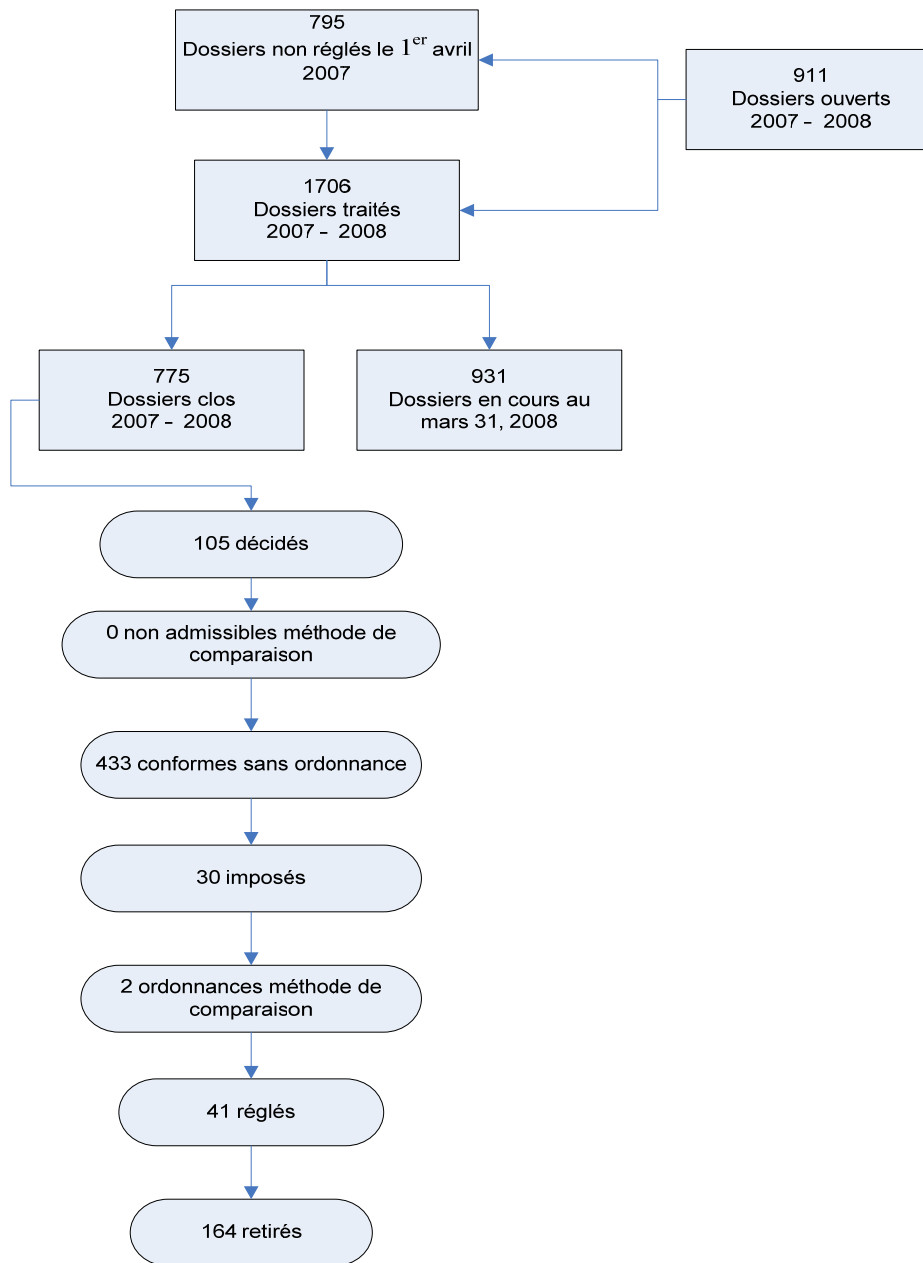 795
Dossiers non réglés le 1er avril
2007
911
Dossiers ouverts
2007 - 2008
1706
Dossiers traités
2007 - 2008
775
Dossiers clos
2007 - 2008
931
Dossiers en cours au
mars 31, 2008
105 décidés
0 non admissibles méthode de
comparaison
433 conformes sans ordonnance
30 imposés
2 ordonnances méthode de
comparaison
41 réglés
164 retirés